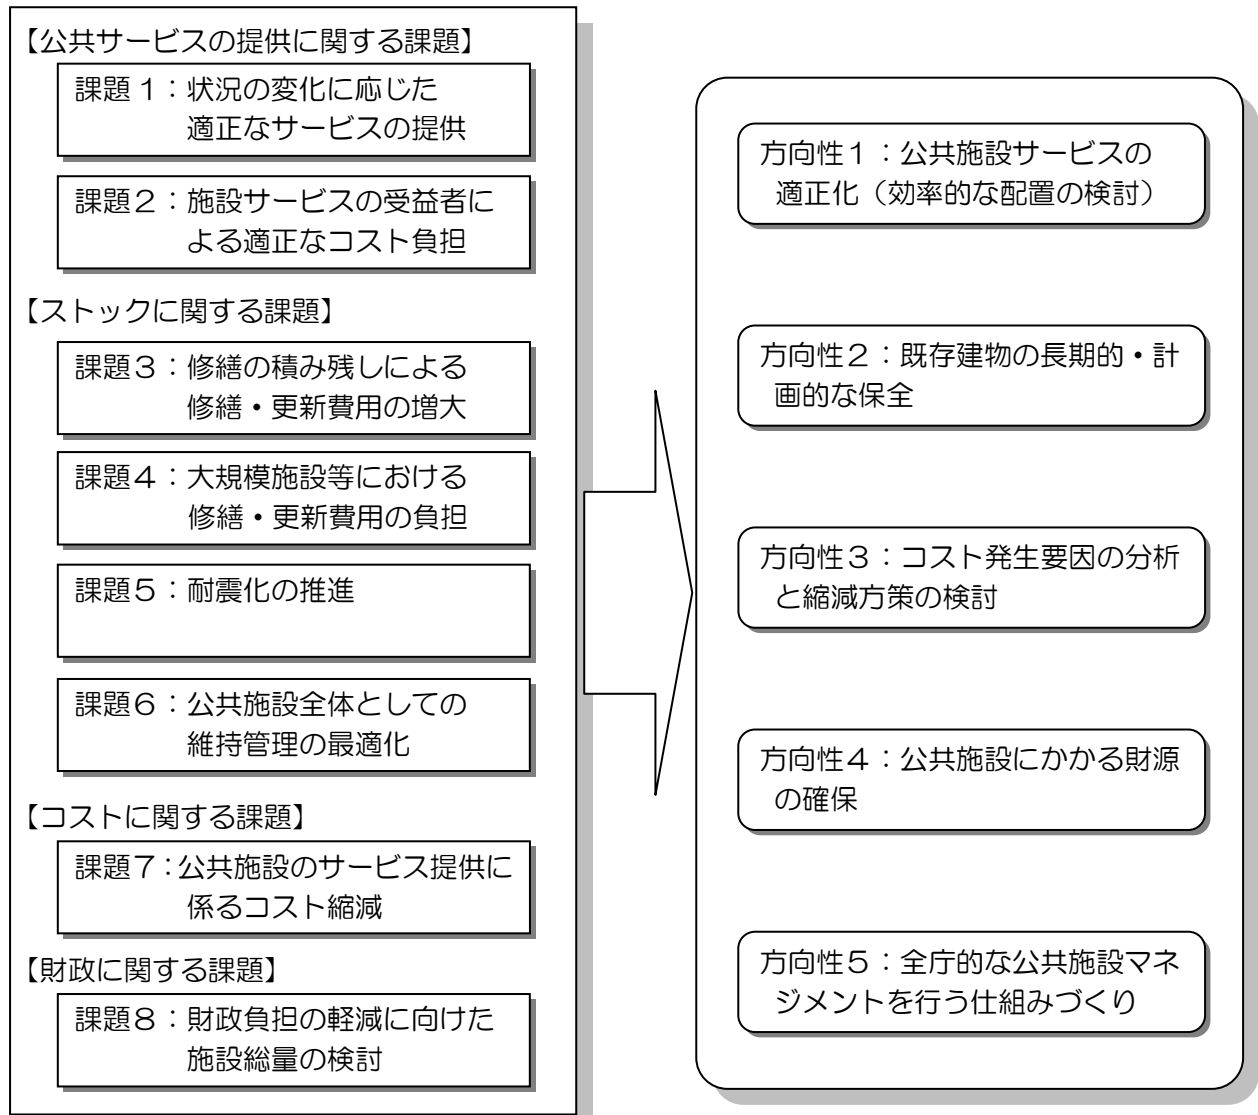 【公共サービスの提供に関する課題】
課題1：状況の変化に応じた
適正なサービスの提供
課題2：施設サービスの受益者に
よる適正なコスト負担
【ストックに関する課題】
課題3：修繕の積み残しによる
修繕・更新費用の増大
課題4：大規模施設等における
修繕・更新費用の負担
課題5：耐震化の推進
課題6：公共施設全体としての
維持管理の最適化
【コストに関する課題】
課題7：公共施設のサービス提供に
係るコスト縮減
【財政に関する課題】
課題8：財政負担の軽減に向けた
施設総量の検討
方向性1：公共施設サービスの
適正化（効率的な配置の検討）
方向性2：既存建物の長期的・計
画的な保全
方向性3：コスト発生要因の分析
と縮減方策の検討
方向性4：公共施設にかかる財源
の確保
方向性5：全庁的な公共施設マネ
ジメントを行う仕組みづくり